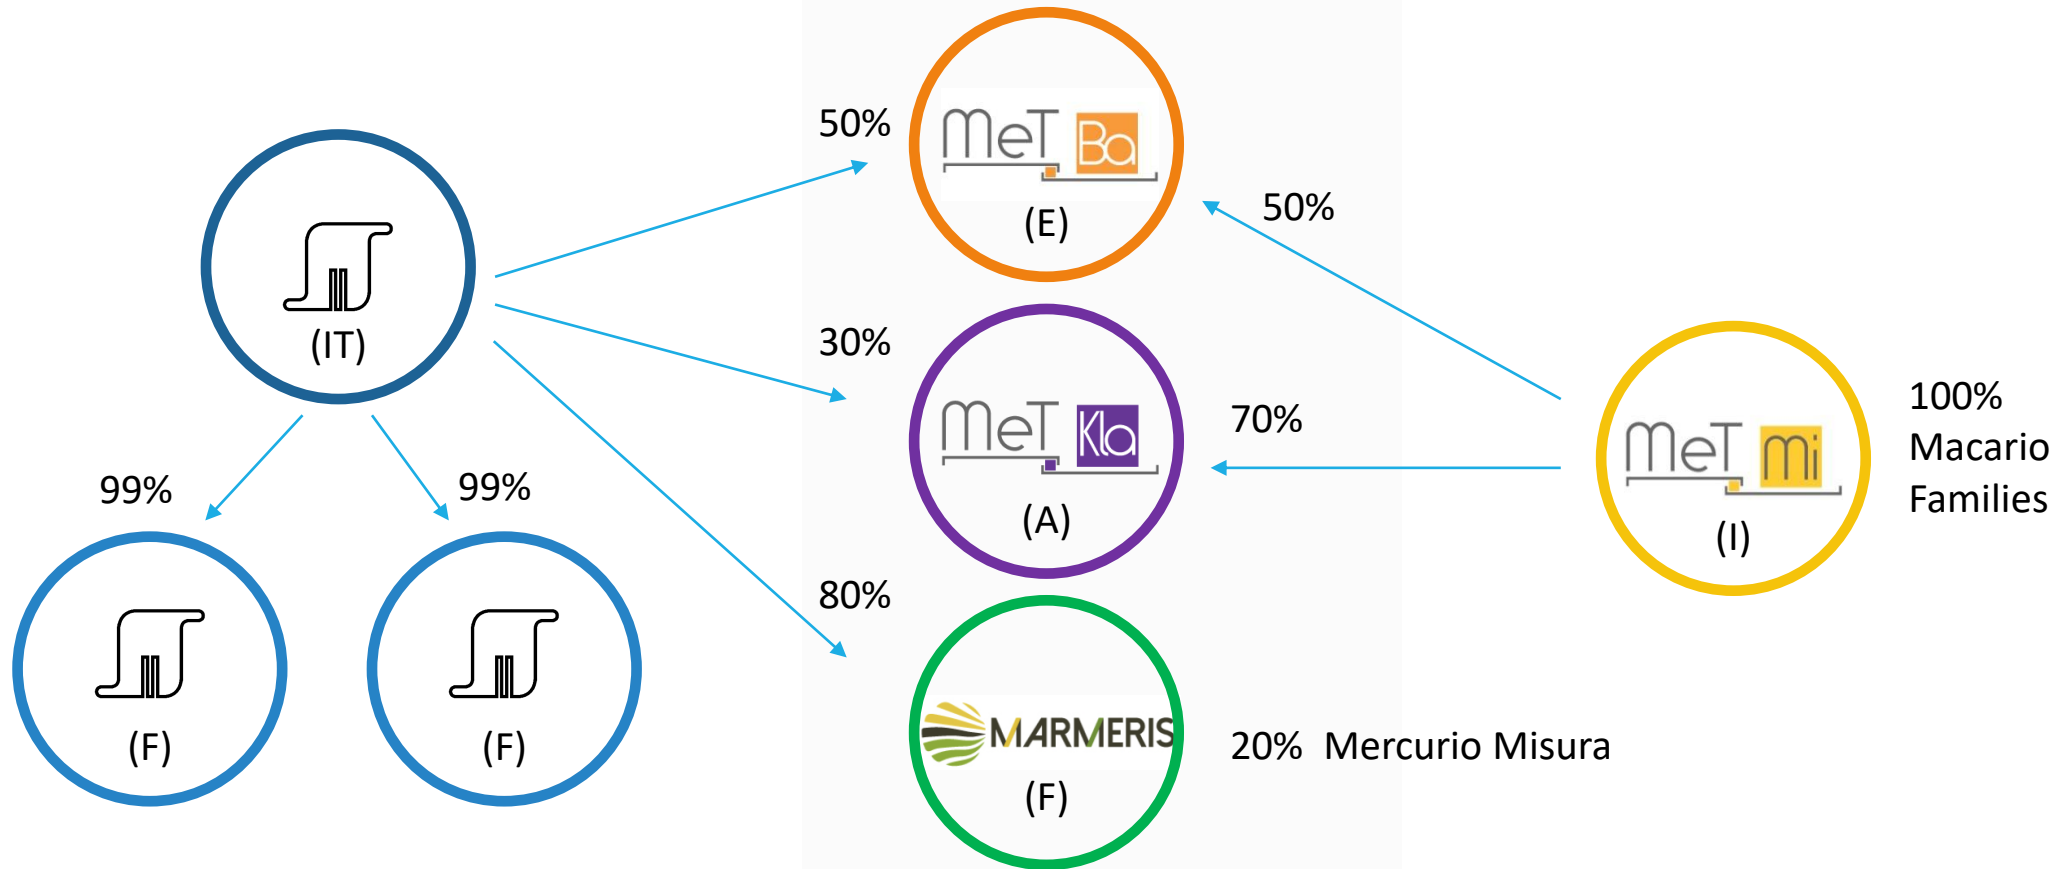 (IT)
99%
99%
(F)
(F)
50%
30%
80%
MeT Ba
(E)
MeT Kla
(A)
MARMERIS
(F)
50%
70%
20% Mercurio Misura
MeT mi
(I)
100%
Macario
Families